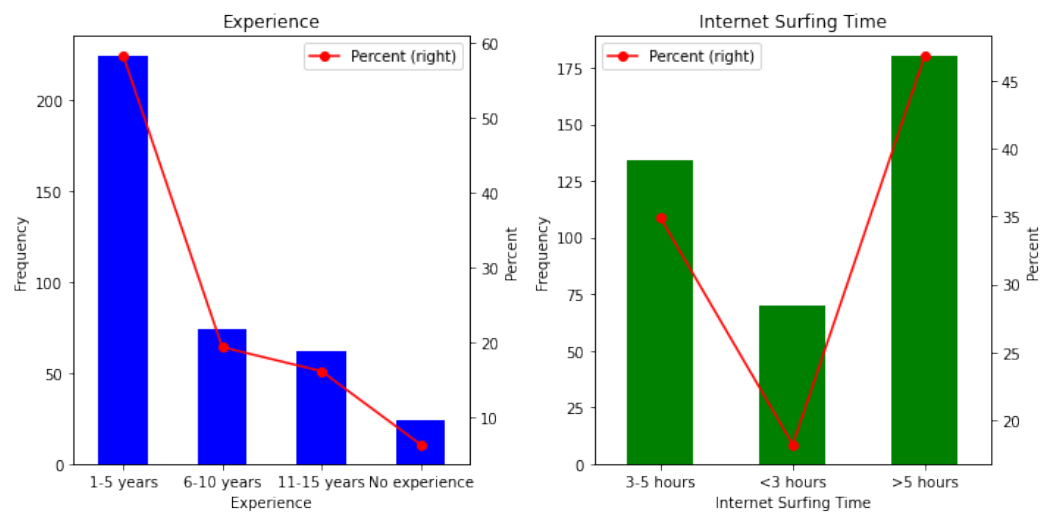 Experience
Percent (right)
60
50
40
30
20
10
200
150
100
50
0
Frequency
Percent
1-5 years 6-10 years 11-15 years No experience
Experience
Internet Surfing Time
Percent (right)
175
150
125
100
75
50
25
0
45
40
35
30
25
20
Frequency
Percent
3-5 hours <3 hours >5 hours
Internet Surfing Time